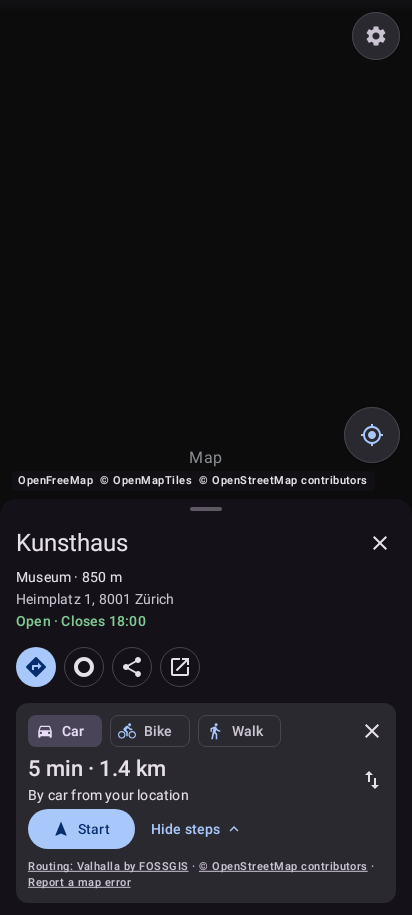 Map
OpenFreeMap © OpenMapTiles © OpenStreetMap contributors
Kunsthaus
Museum · 850 m
Heimplatz 1, 8001 Zürich
Open · Closes 18:00
Car Bike Walk
5 min · 1.4 km
By car from your location
Start Hide steps
Routing: Valhalla by FOSSGIS · © OpenStreetMap contributors ·
Report a map error